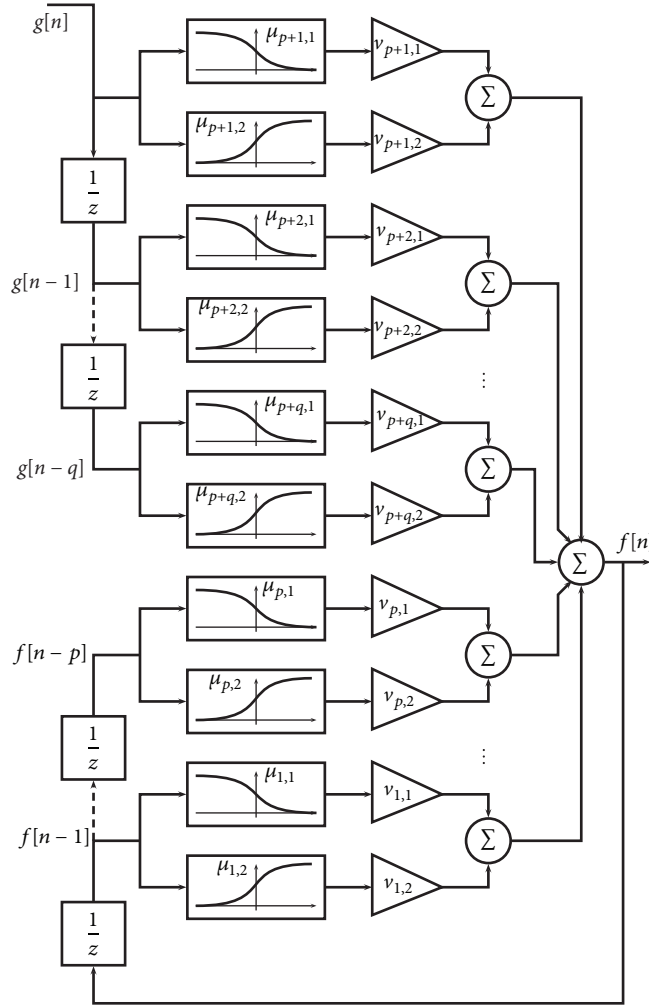 g[n]
μp+1,1
νp+1,1
Σ
μp+1,2
νp+1,2
1
z
μp+2,1
νp+2,1
g[n − 1]
Σ
μp+2,2
νp+2,2
1
z
⋮
μp+q,1
νp+q,1
g[n − q]
Σ
μp+q,2
νp+q,2
f[n]
Σ
μp,1
νp,1
f[n − p]
Σ
μp,2
νp,2
1
z
⋮
μ1,1
ν1,1
f[n − 1]
Σ
μ1,2
ν1,2
1
z